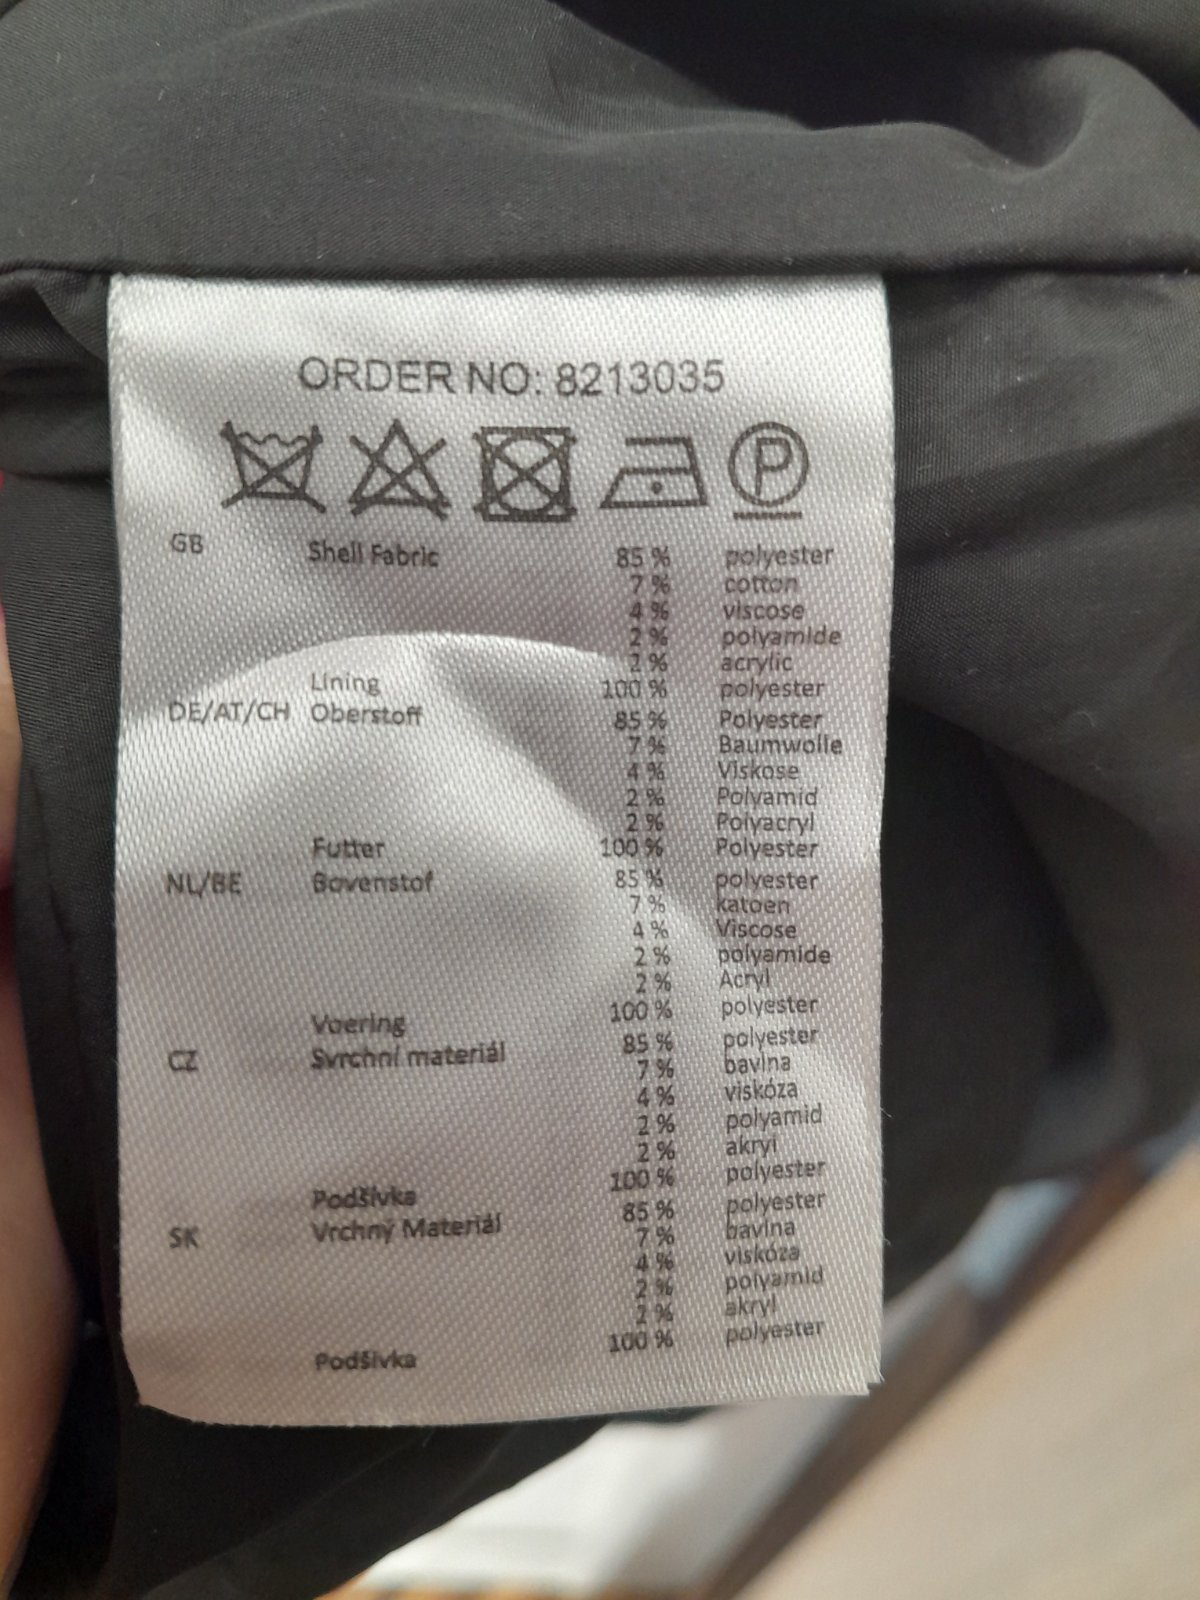 ORDER NO: 8213035
P
GB Shell Fabric 85 % polyester
7 % cotton
4 % viscose
2 % polyamide
2 % acrylic
Lining 100 % polyester
DE/AT/CH Oberstoff 85 % Polyester
7 % Baumwolle
4 % Viskose
2 % Polyamid
2 % Polyacryl
Futter 100 % Polyester
NL/BE Bovenstof 85 % polyester
7 % katoen
4 % Viscose
2 % polyamide
2 % Acryl
Voering 100 % polyester
CZ Svrchní materiál 85 % polyester
7 % bavlna
4 % viskóza
2 % polyamid
2 % akryl
Podšívka 100 % polyester
SK Vrchný Materiál 85 % polyester
7 % bavlna
4 % viskóza
2 % polyamid
2 % akryl
Podšívka 100 % polyester